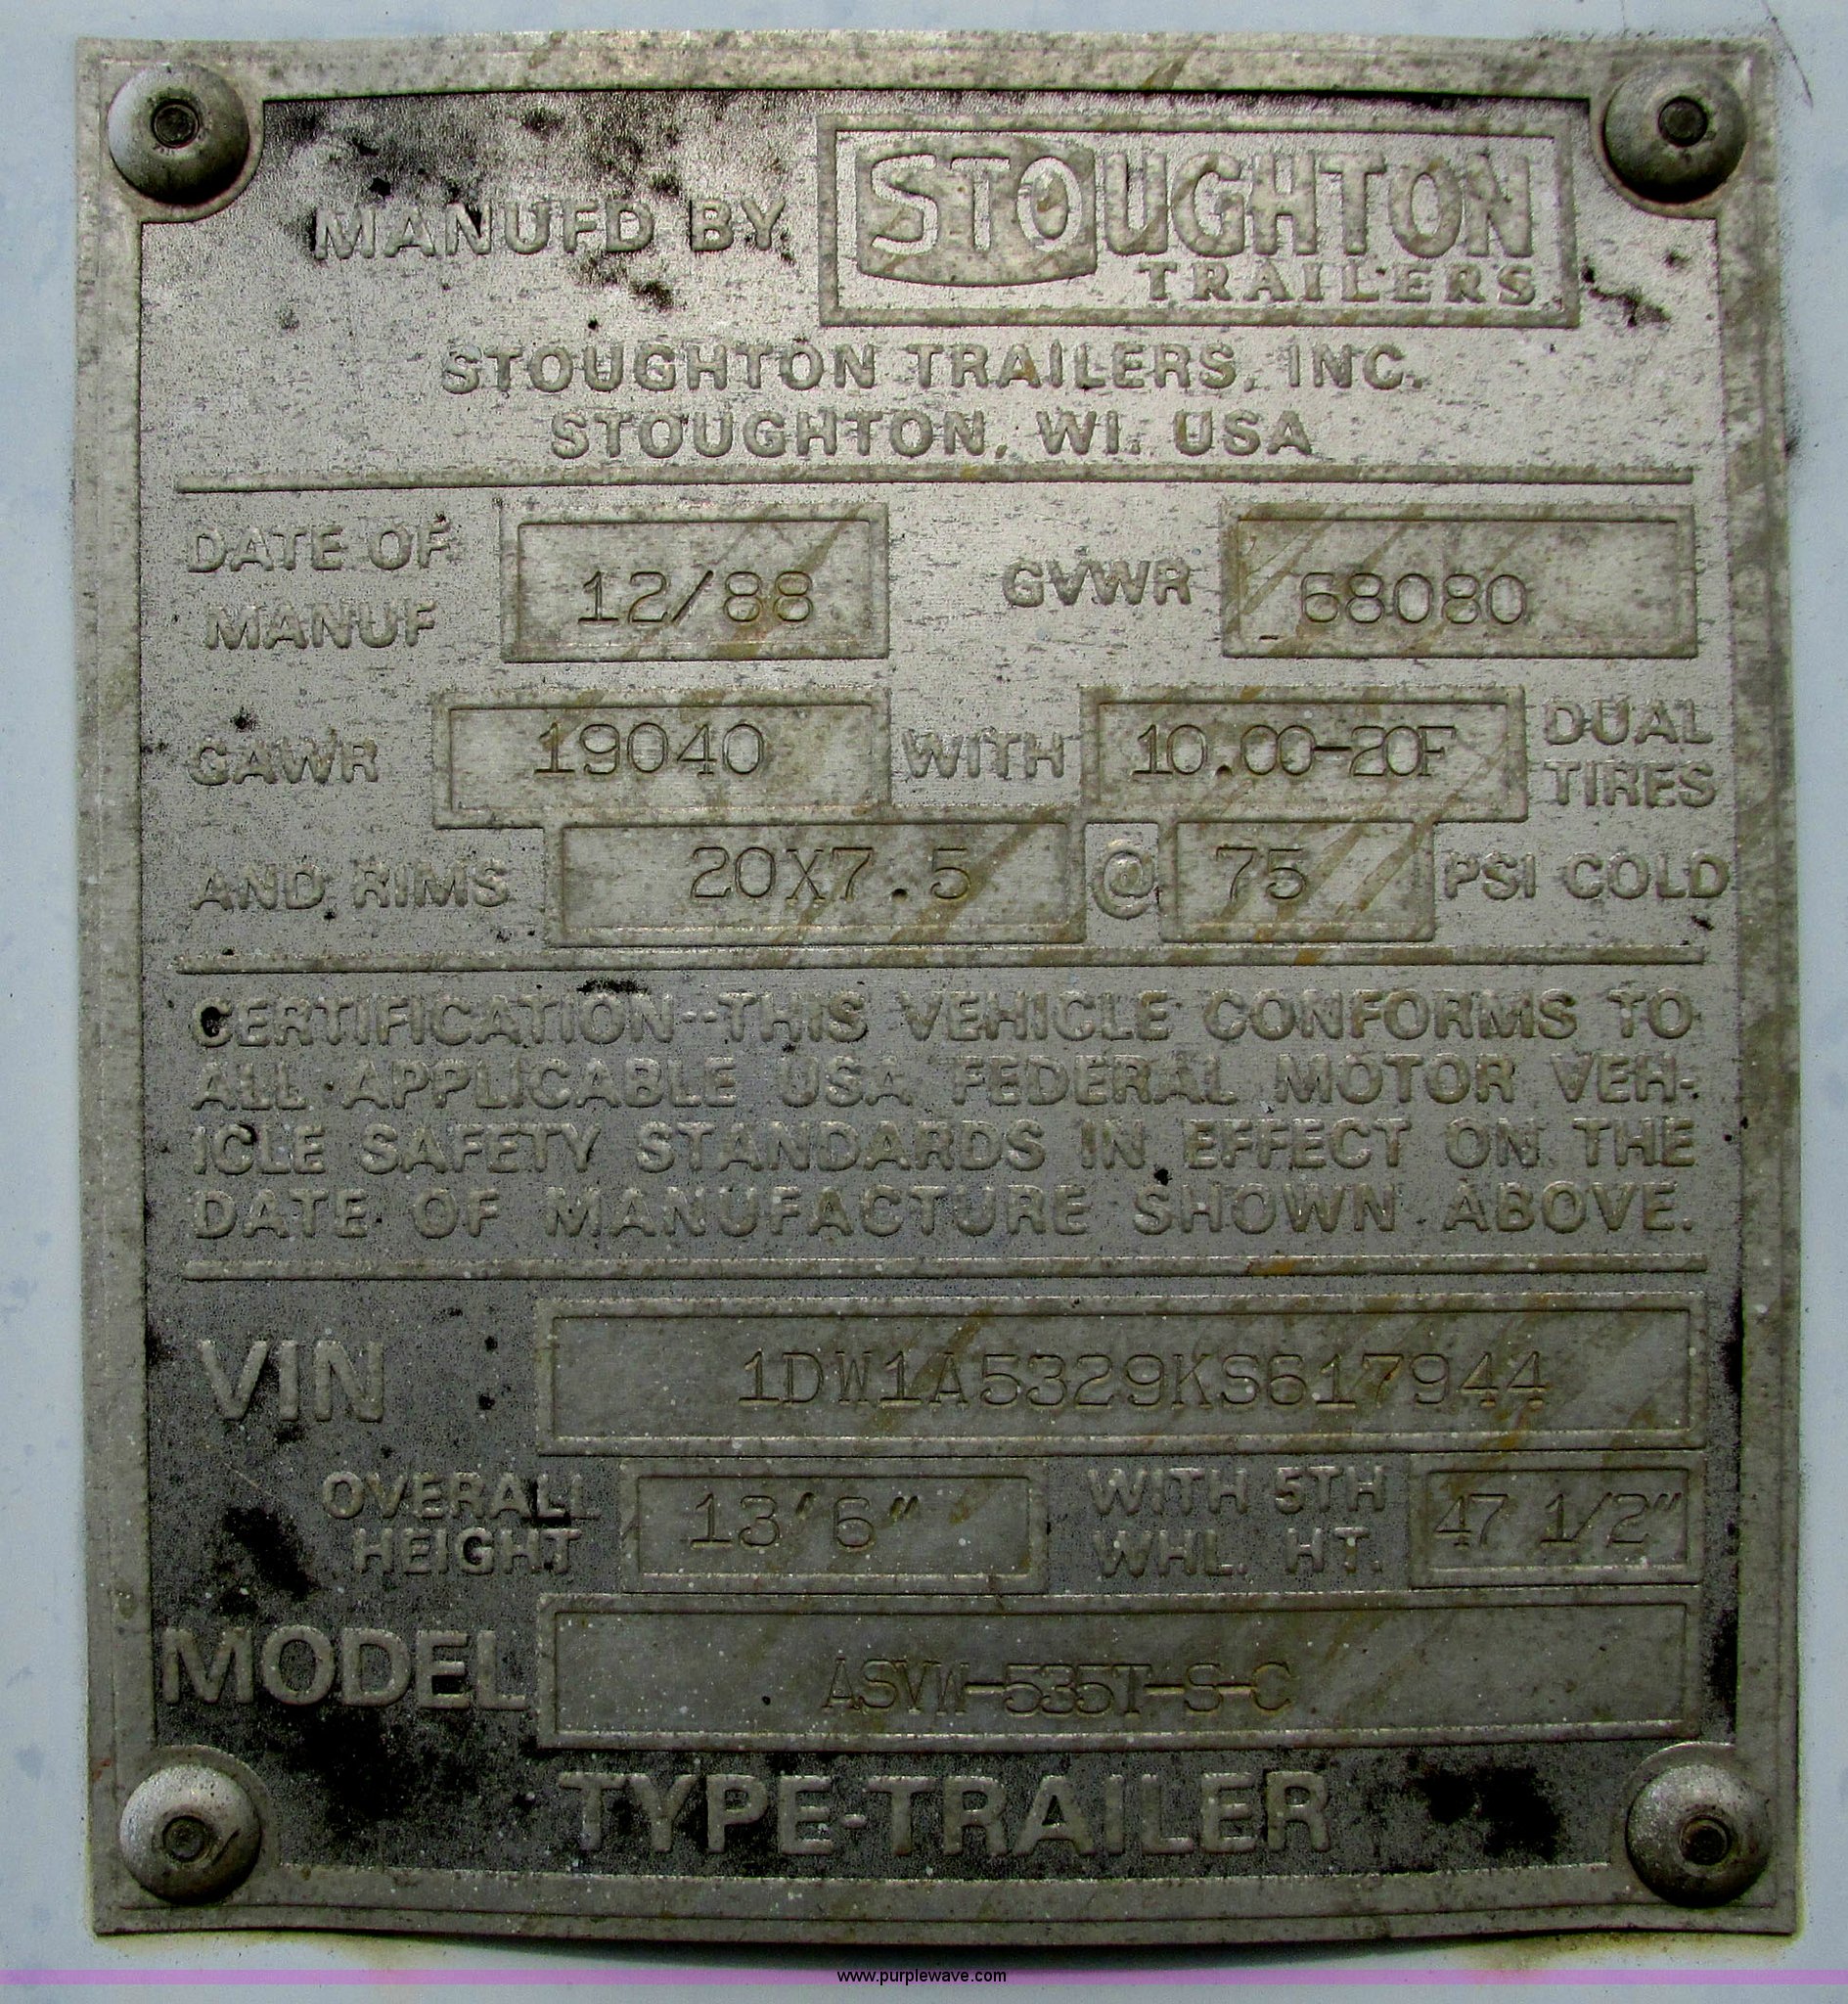 MANUFD BY STOUGHTON
TRAILERS
STOUGHTON TRAILERS, INC.
STOUGHTON, WI. USA
DATE OF MANUF 12/88 GVWR 68080
GAWR 19040 WITH 10.00-20F DUAL TIRES
AND RIMS 20X7.5 @ 75 PSI COLD
CERTIFICATION--THIS VEHICLE CONFORMS TO
ALL APPLICABLE USA FEDERAL MOTOR VEH-
ICLE SAFETY STANDARDS IN EFFECT ON THE
DATE OF MANUFACTURE SHOWN ABOVE.
VIN 1DW1A5329KS617944
OVERALL HEIGHT 13'6" WITH 5TH WHL. HT. 47 1/2"
MODEL ASVW-535T-S-C
TYPE-TRAILER
www.purplewave.com